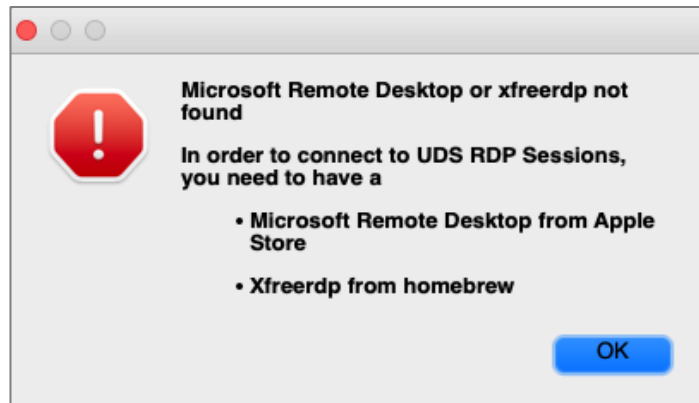 Microsoft Remote Desktop or xfreerdp not
found
In order to connect to UDS RDP Sessions,
you need to have a
• Microsoft Remote Desktop from Apple
Store
• Xfreerdp from homebrew
OK